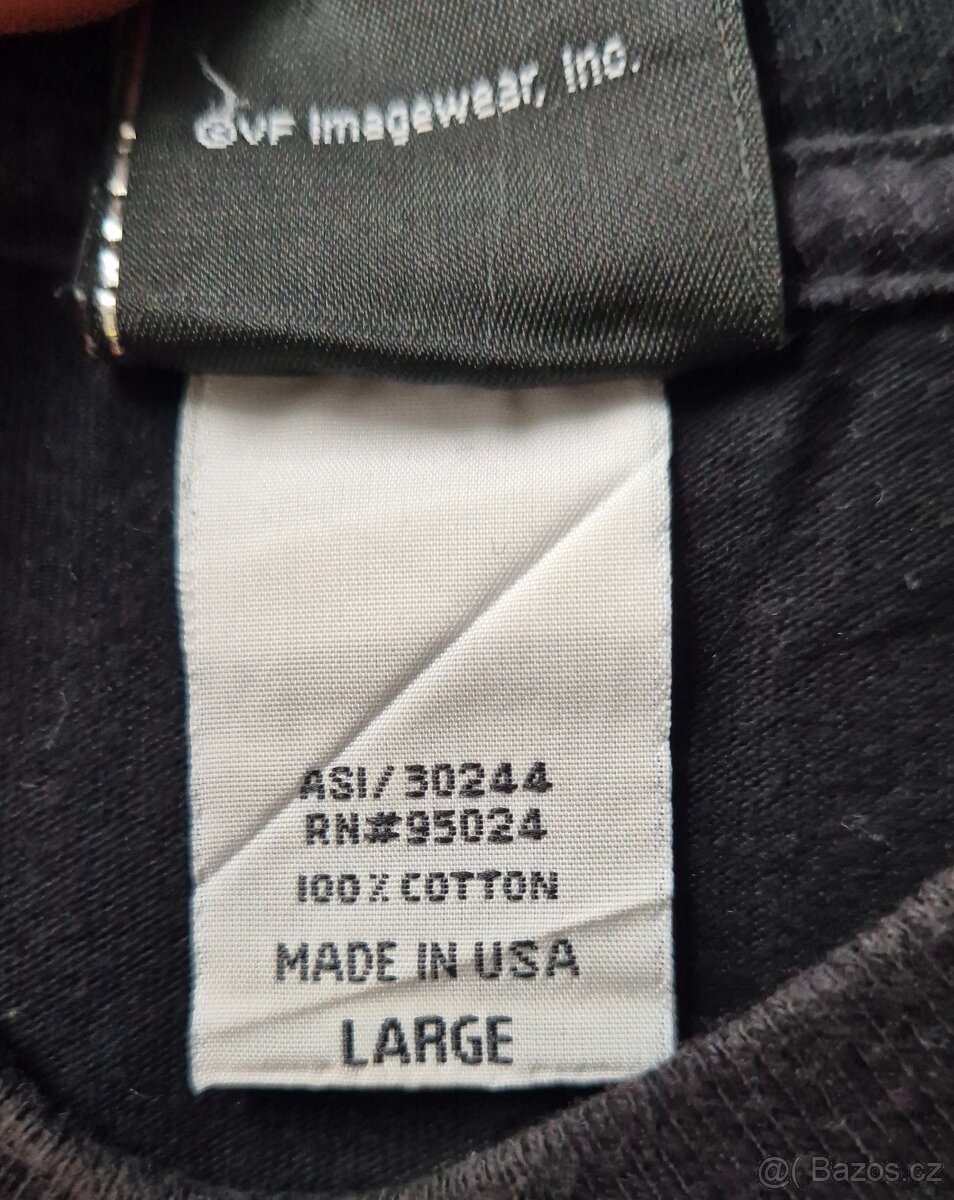 ©VF Imagewear, Inc.
ASI/30244
RN#95024
100% COTTON
MADE IN USA
LARGE
@( Bazos.cz